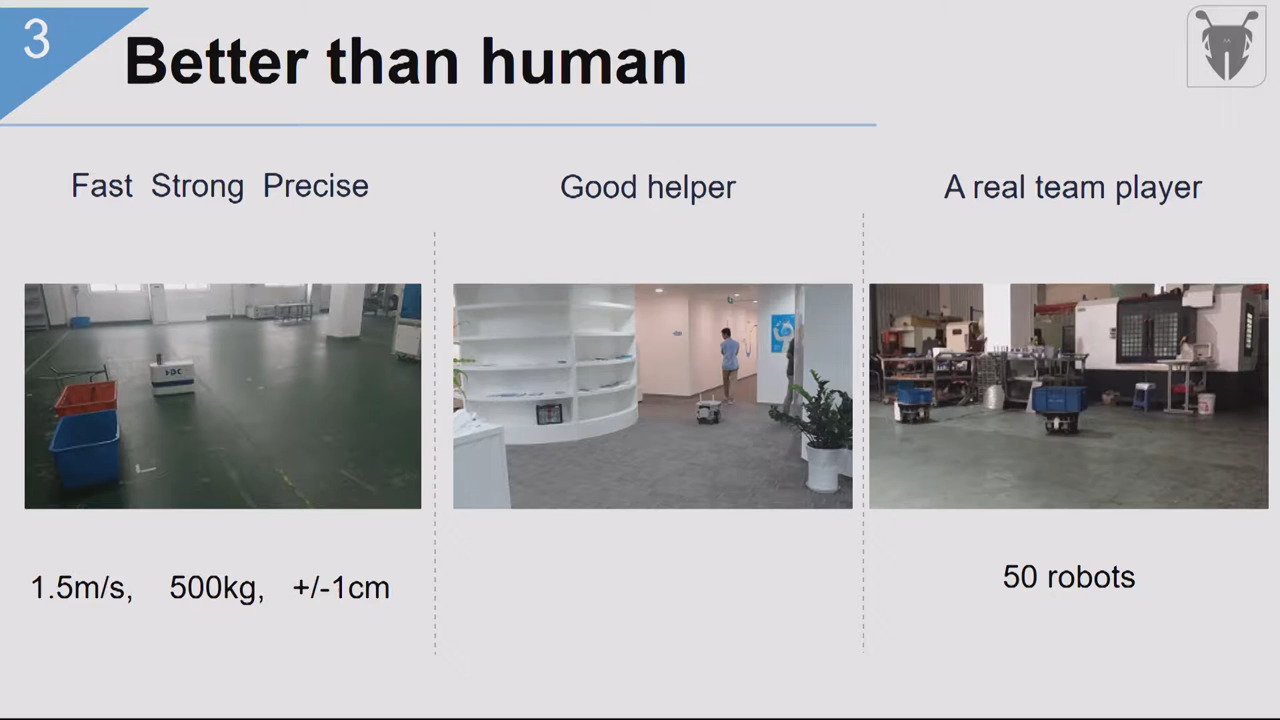 3
Better than human
Fast Strong Precise
Good helper
A real team player
1.5m/s, 500kg, +/-1cm
50 robots